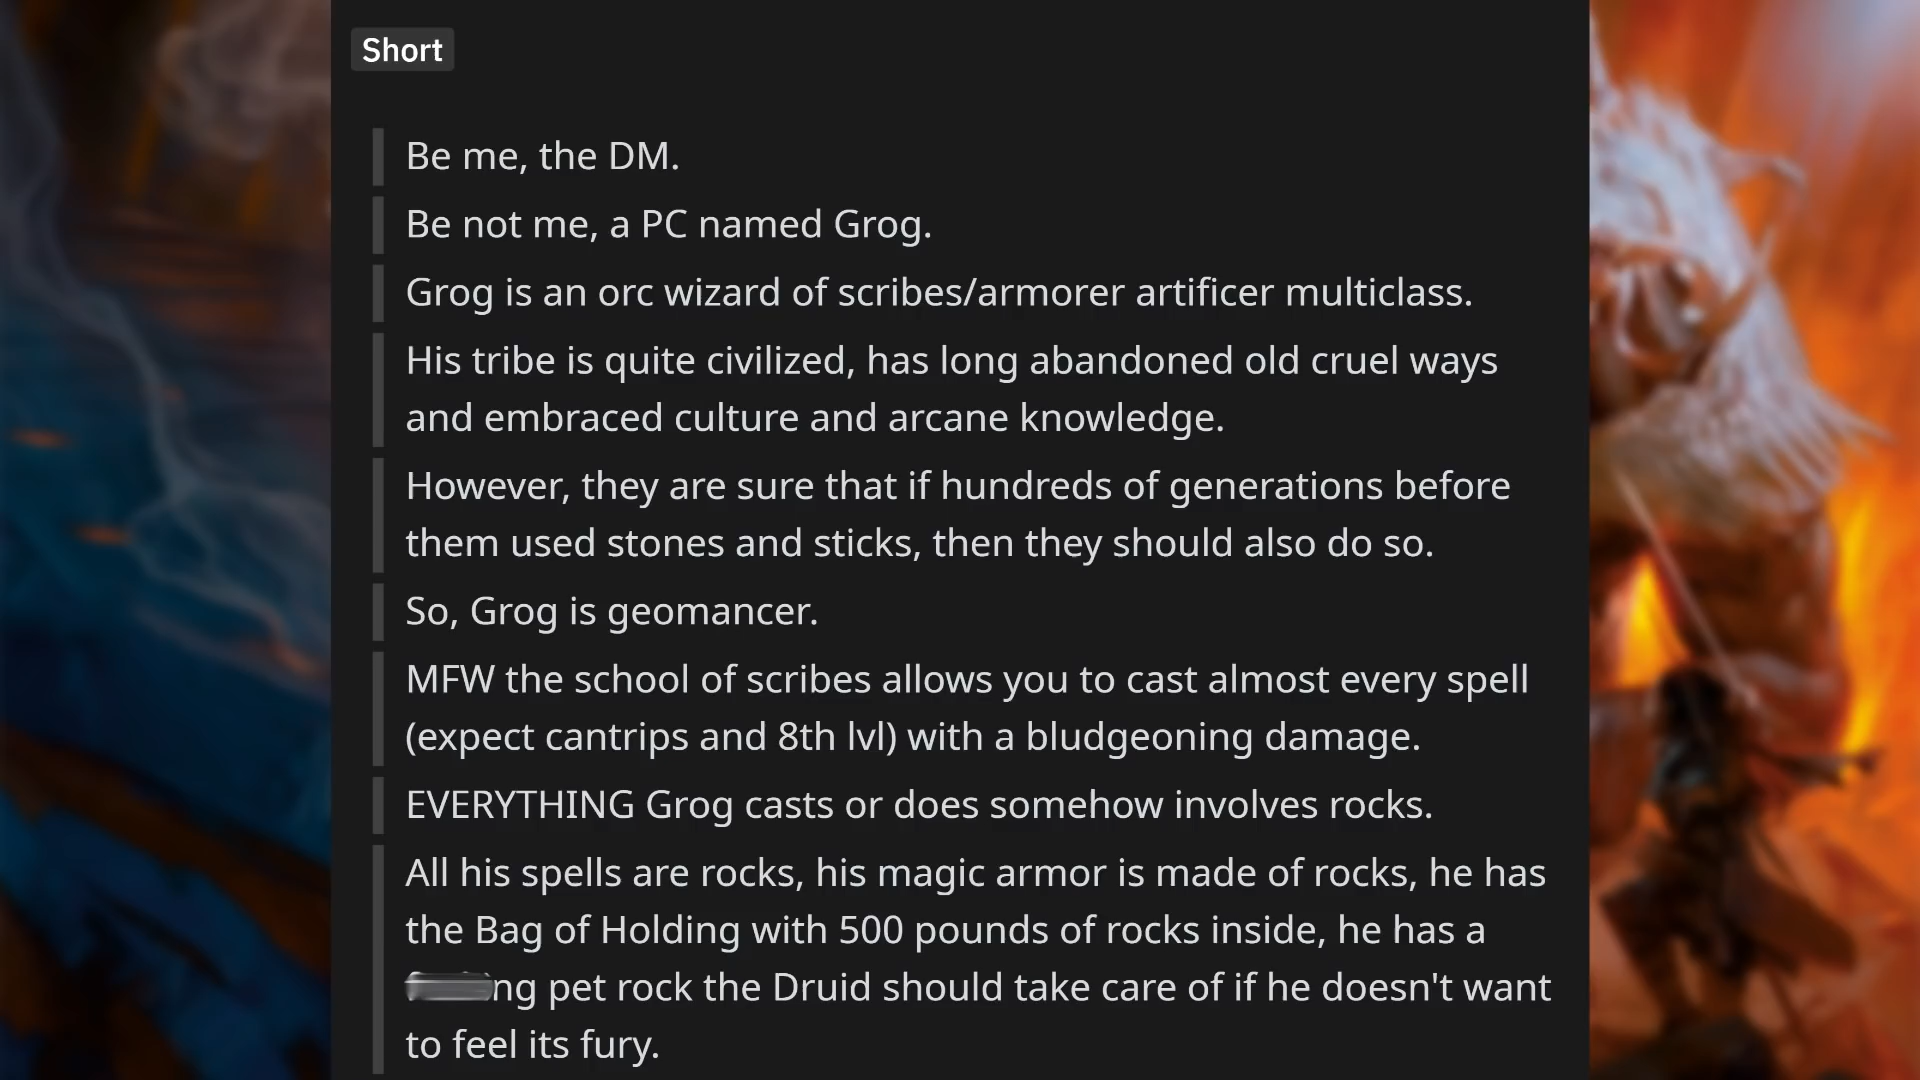 Short
Be me, the DM.
Be not me, a PC named Grog.
Grog is an orc wizard of scribes/armorer artificer multiclass.
His tribe is quite civilized, has long abandoned old cruel ways
and embraced culture and arcane knowledge.
However, they are sure that if hundreds of generations before
them used stones and sticks, then they should also do so.
So, Grog is geomancer.
MFW the school of scribes allows you to cast almost every spell
(expect cantrips and 8th lvl) with a bludgeoning damage.
EVERYTHING Grog casts or does somehow involves rocks.
All his spells are rocks, his magic armor is made of rocks, he has
the Bag of Holding with 500 pounds of rocks inside, he has a
ng pet rock the Druid should take care of if he doesn't want
to feel its fury.